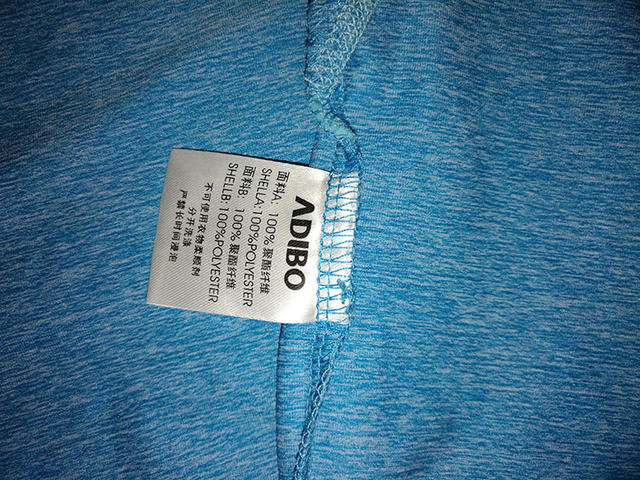 ADIBO
面料A: 100% 聚酯纤维
SHELLA:100%POLYESTER
面料B: 100% 聚酯纤维
SHELLB:100%POLYESTER
不可使用衣物柔顺剂
分开洗涤
严禁长时间浸泡